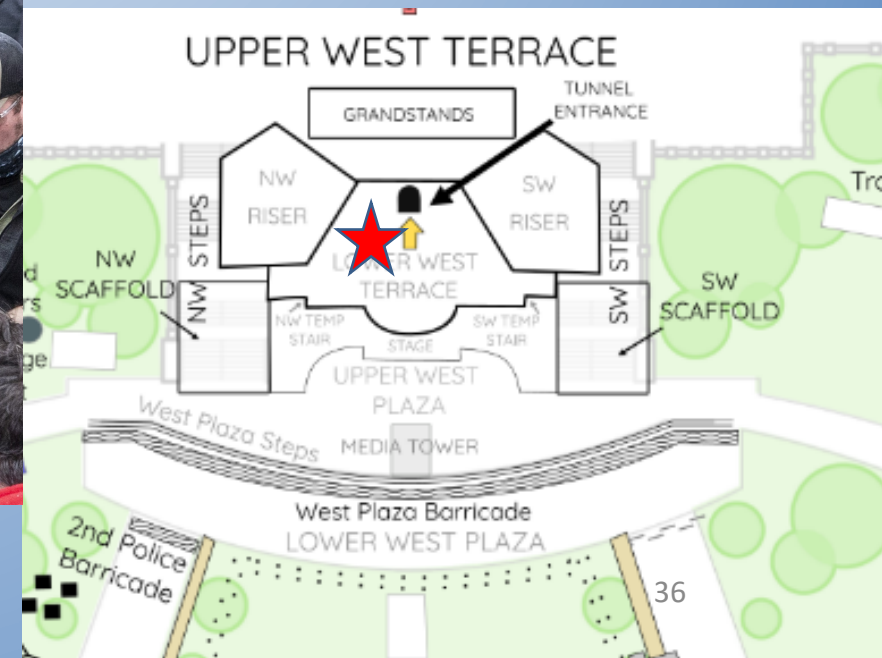 UPPER WEST TERRACE
TUNNEL
ENTRANCE
GRANDSTANDS
NW
RISER
SW
RISER
NW STEPS
SW STEPS
LOWER WEST
TERRACE
NW
SCAFFOLD
SW
SCAFFOLD
NW TEMP
STAIR
SW TEMP
STAIR
STAGE
UPPER WEST
PLAZA
West Plaza Steps
MEDIA TOWER
West Plaza Barricade
LOWER WEST PLAZA
2nd Police
Barricade
36